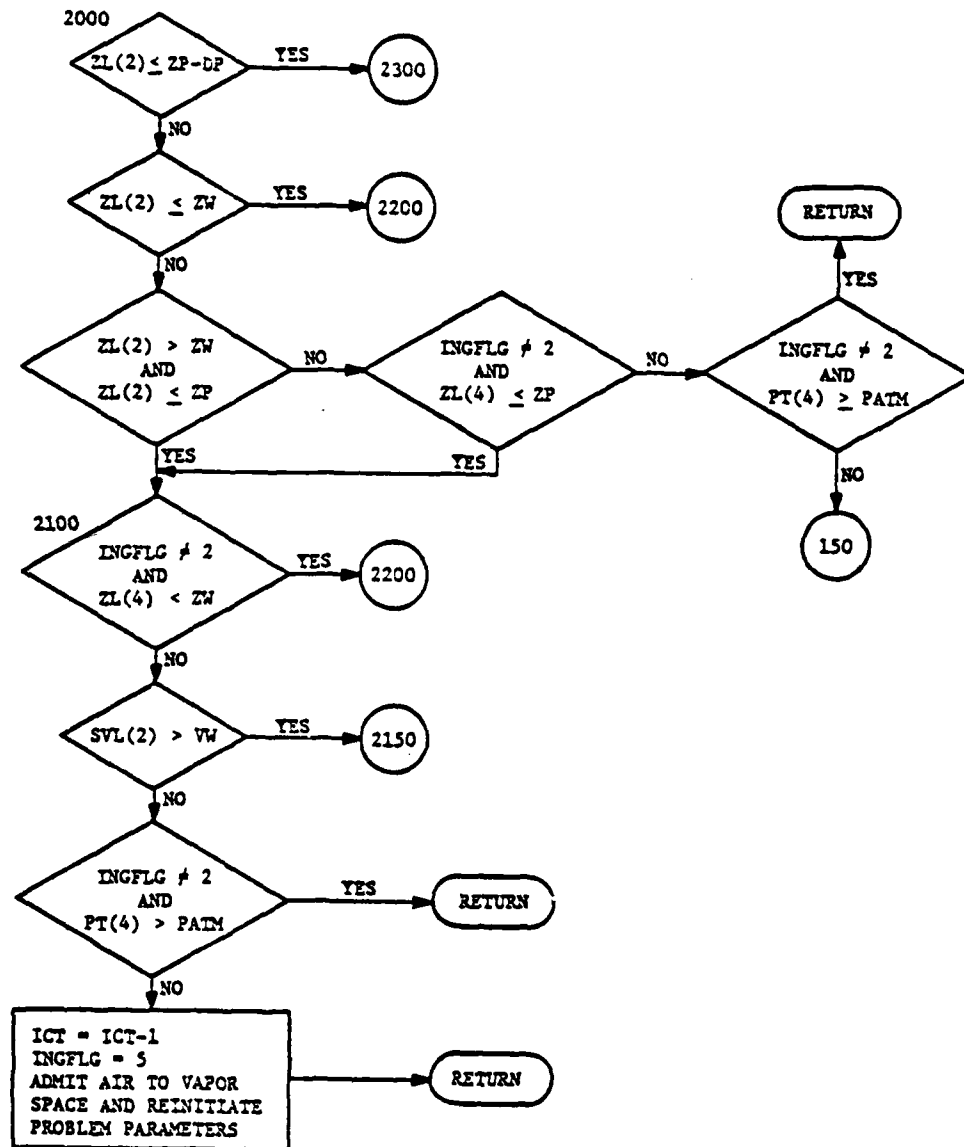 2000
ZL(2) ≤ ZP-DP
YES
2300
NO
ZL(2) ≤ ZW
YES
2200
NO
RETURN
YES
ZL(2) > ZW
AND
ZL(2) ≤ ZP
NO
INGFLG ≠ 2
AND
ZL(4) ≤ ZP
NO
INGFLG ≠ 2
AND
PT(4) ≥ PATM
YES
YES
NO
150
2100
INGFLG ≠ 2
AND
ZL(4) < ZW
YES
2200
NO
SVL(2) > VW
YES
2150
NO
INGFLG ≠ 2
AND
PT(4) > PATM
YES
RETURN
NO
ICT = ICT-1
INGFLG = 5
ADMIT AIR TO VAPOR
SPACE AND REINITIATE
PROBLEM PARAMETERS
RETURN